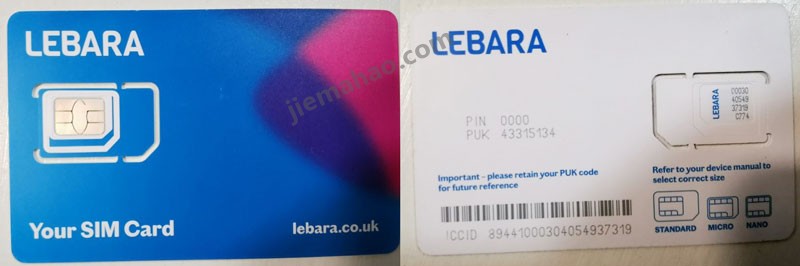 LEBARA
Your SIM Card
lebara.co.uk
jiemahao.com
LEBARA
PIN 0000
PUK 43315134
LEBARA
00030
40549
37319
0774
Important - please retain your PUK code
for future reference
Refer to your device manual to
select correct size
ICCID 89441000304054937319
STANDARD
MICRO
NANO